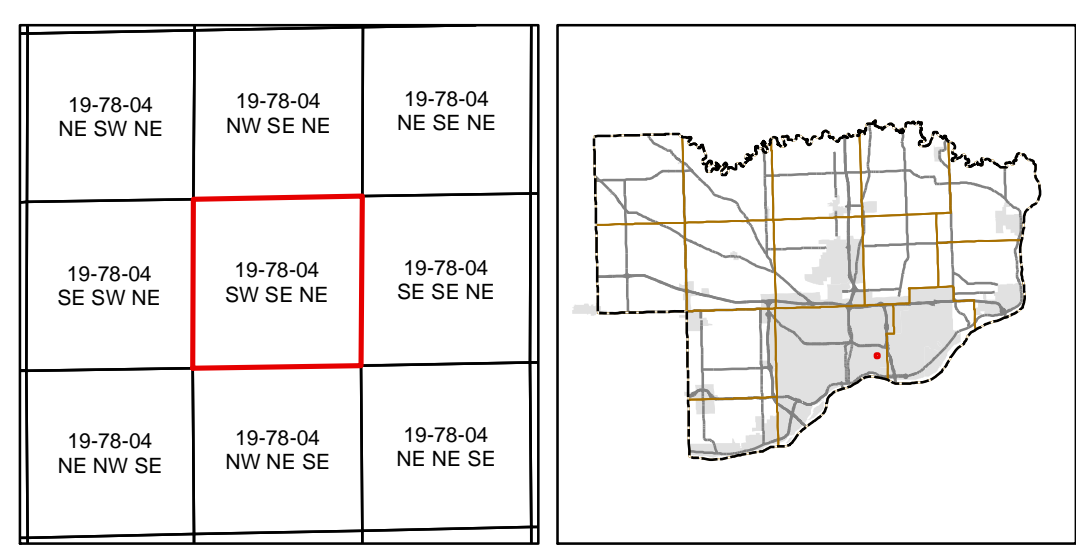 19-78-04
NE SW NE
19-78-04
NW SE NE
19-78-04
NE SE NE
19-78-04
SE SW NE
19-78-04
SW SE NE
19-78-04
SE SE NE
19-78-04
NE NW SE
19-78-04
NW NE SE
19-78-04
NE NE SE